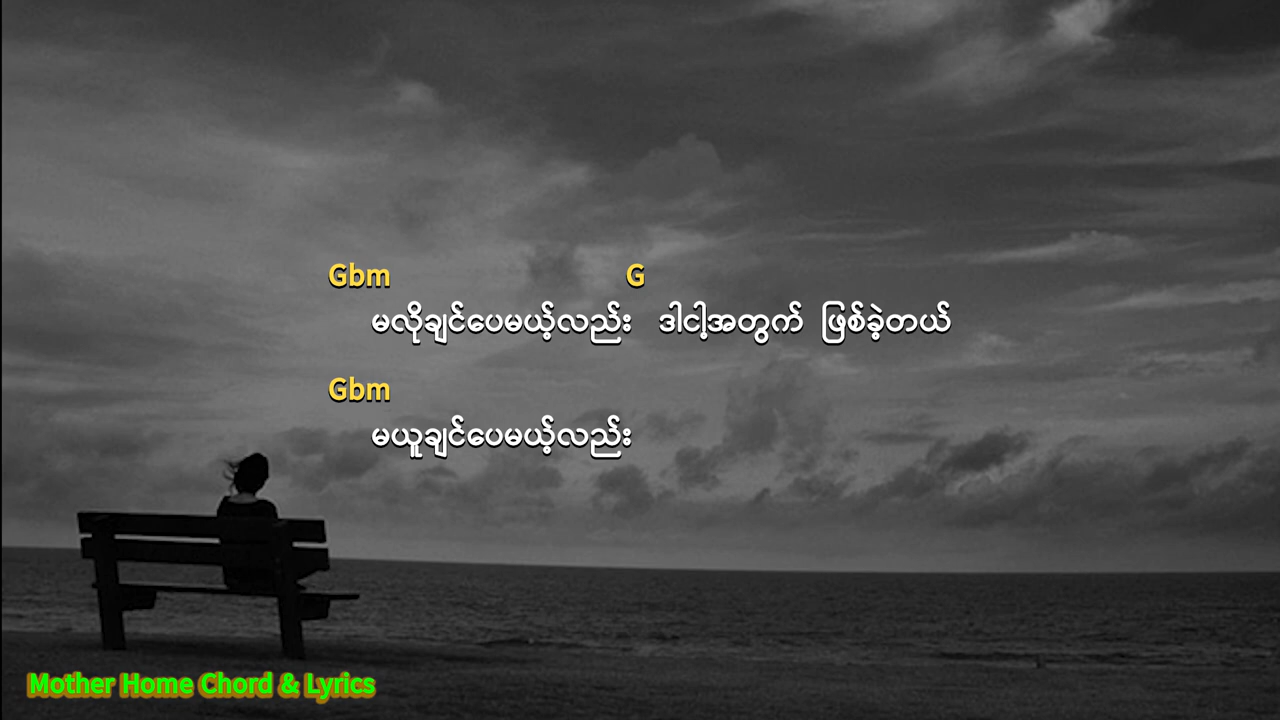 Gbm G
မလိုချင်ပေမယ့်လည်း ဒါငါ့အတွက် ဖြစ်ခဲ့တယ်
Gbm
မယူချင်ပေမယ့်လည်း
Mother Home Chord & Lyrics